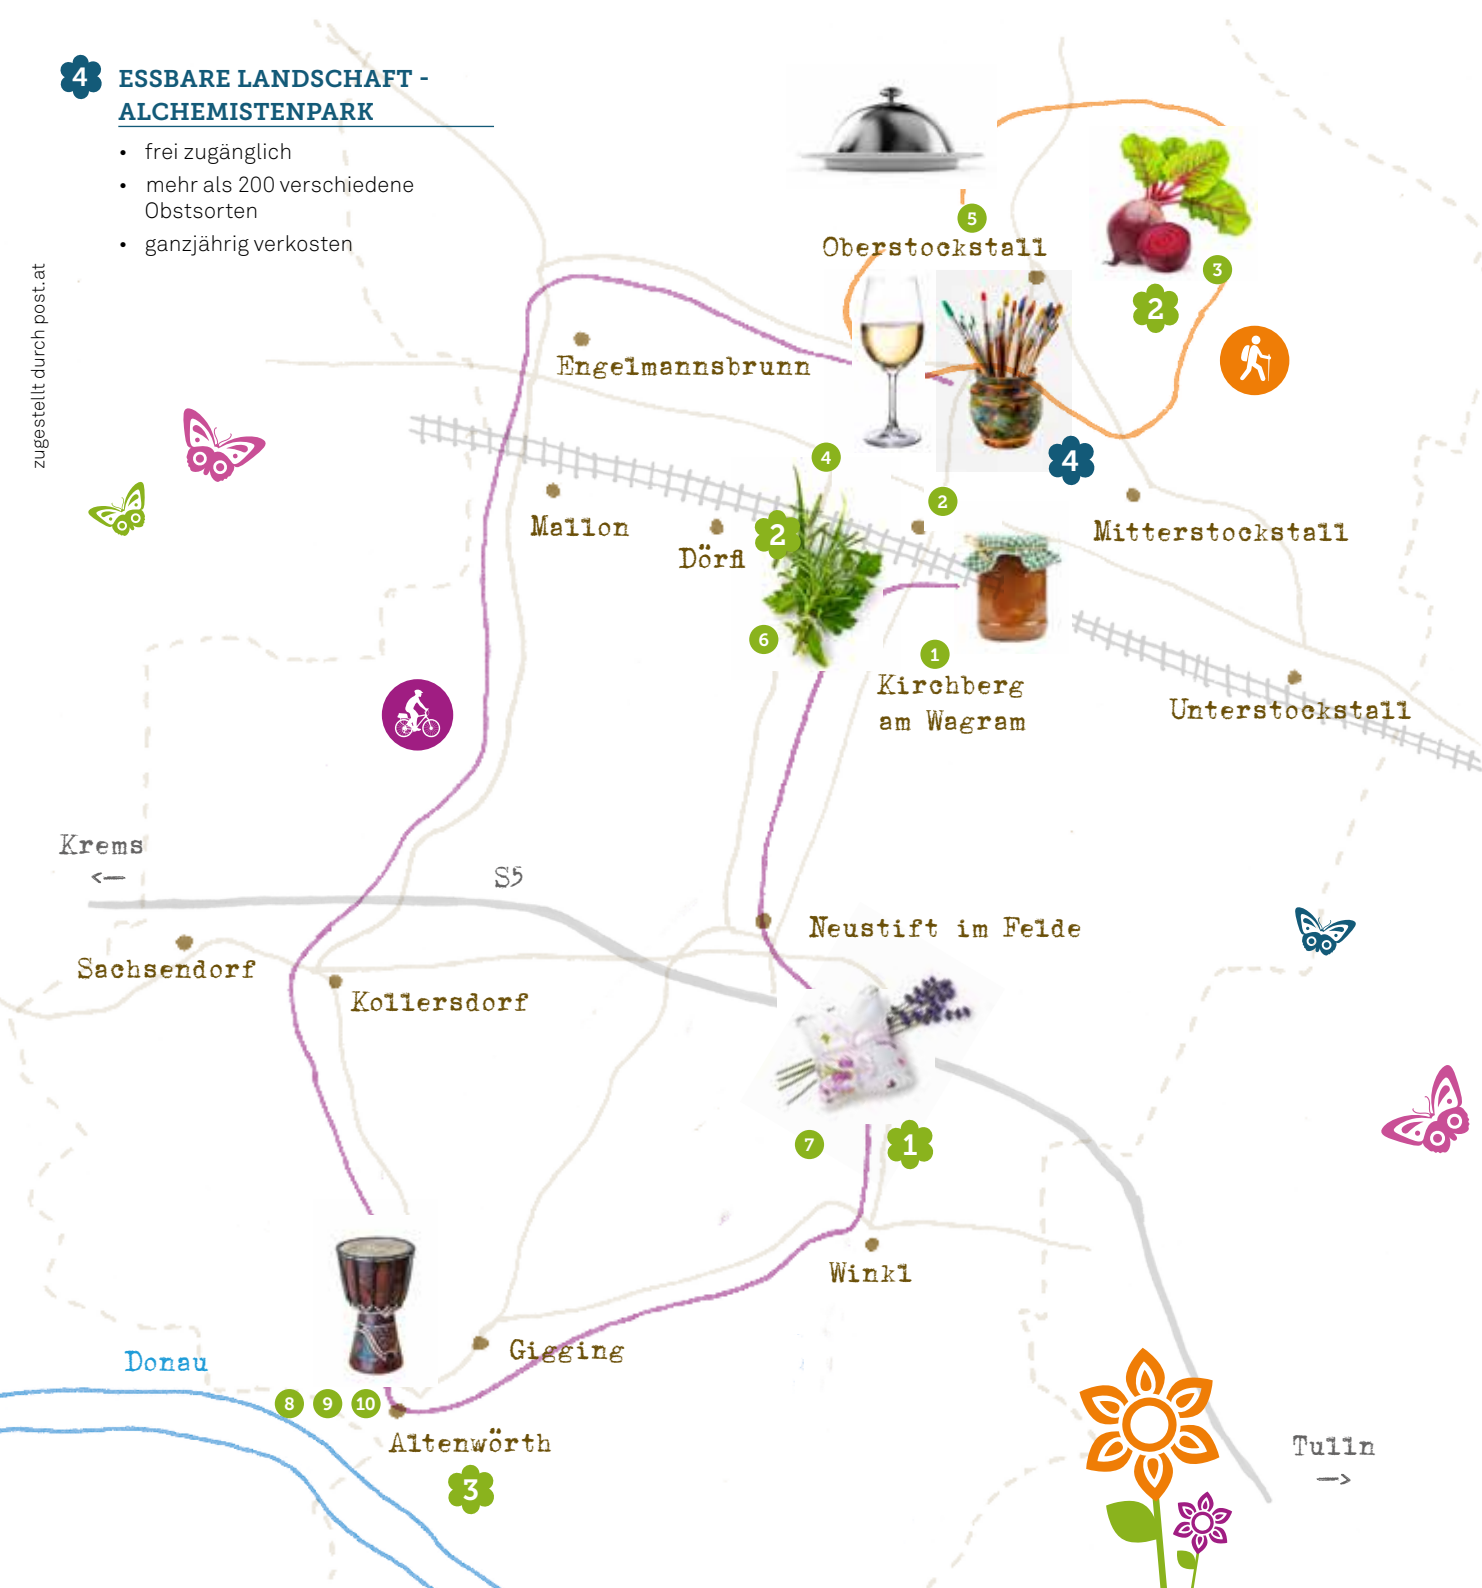 4
ESSBARE LANDSCHAFT -
ALCHEMISTENPARK
• frei zugänglich
• mehr als 200 verschiedene
Obstsorten
• ganzjährig verkosten
zugestellt durch post.at
5
Oberstockstall
3
2
Engelmannsbrunn
4
4
2
Mallon
Dörfl
2
Mitterstockstall
6
1
Kirchberg
am Wagram
Unterstockstall
Krems
<—
S5
Neustift im Felde
Sachsendorf
Kollersdorf
7
1
Winkl
Gigging
Donau
8 9 10
Altenwörth
3
Tulln
—>